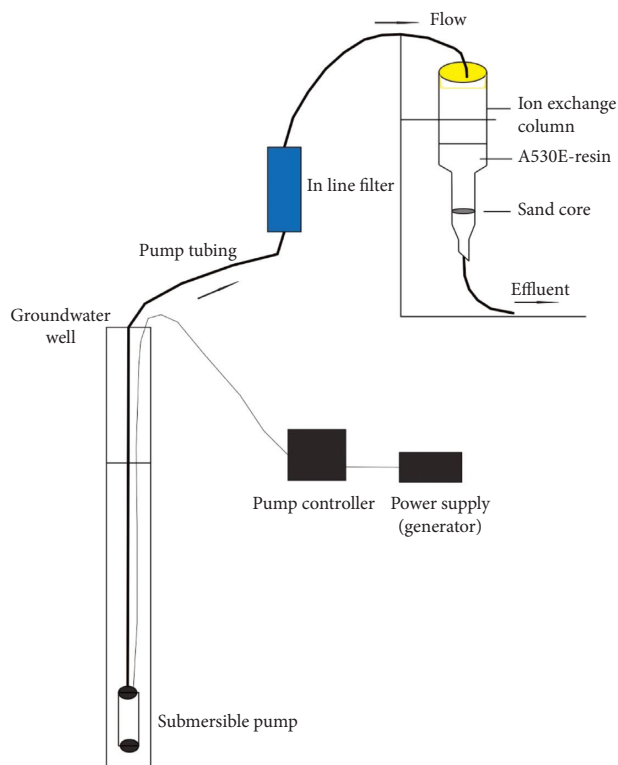 Flow
Ion exchange
column
A530E-resin
In line filter
Sand core
Pump tubing
Effluent
Groundwater
well
Pump controller
Power supply
(generator)
Submersible pump